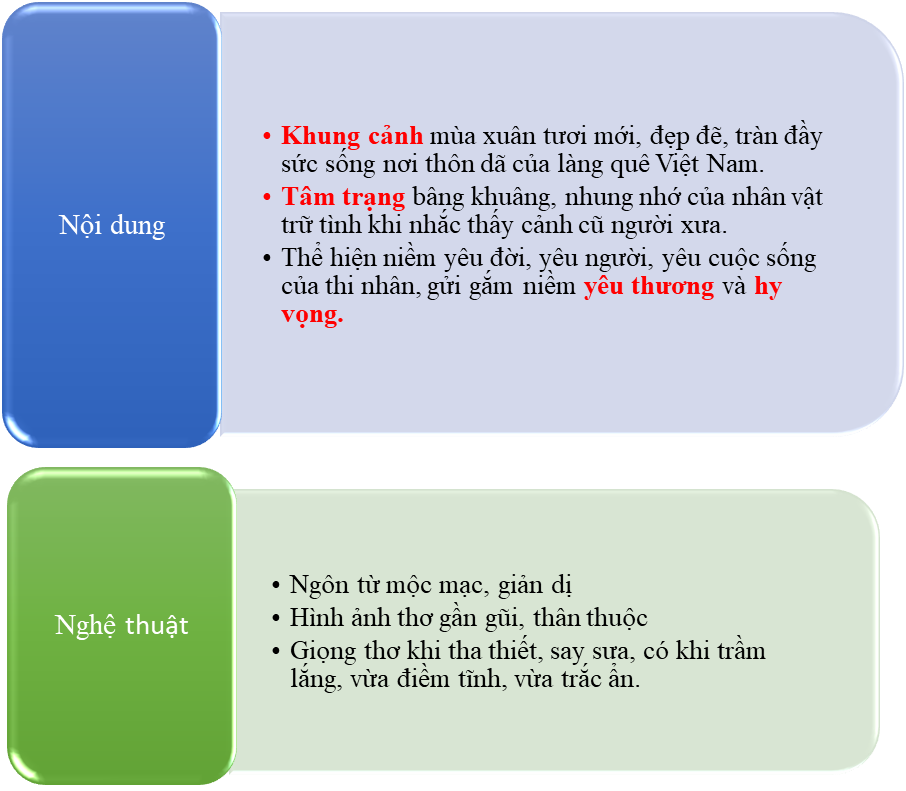 Nội dung
• Khung cảnh mùa xuân tươi mới, đẹp đẽ, tràn đầy
sức sống nơi thôn dã của làng quê Việt Nam.
• Tâm trạng bâng khuâng, nhung nhớ của nhân vật
trữ tình khi nhắc thấy cảnh cũ người xưa.
• Thể hiện niềm yêu đời, yêu người, yêu cuộc sống
của thi nhân, gửi gắm niềm yêu thương và hy
vọng.
Nghệ thuật
• Ngôn từ mộc mạc, giản dị
• Hình ảnh thơ gần gũi, thân thuộc
• Giọng thơ khi tha thiết, say sưa, có khi trầm
lắng, vừa điềm tĩnh, vừa trắc ẩn.